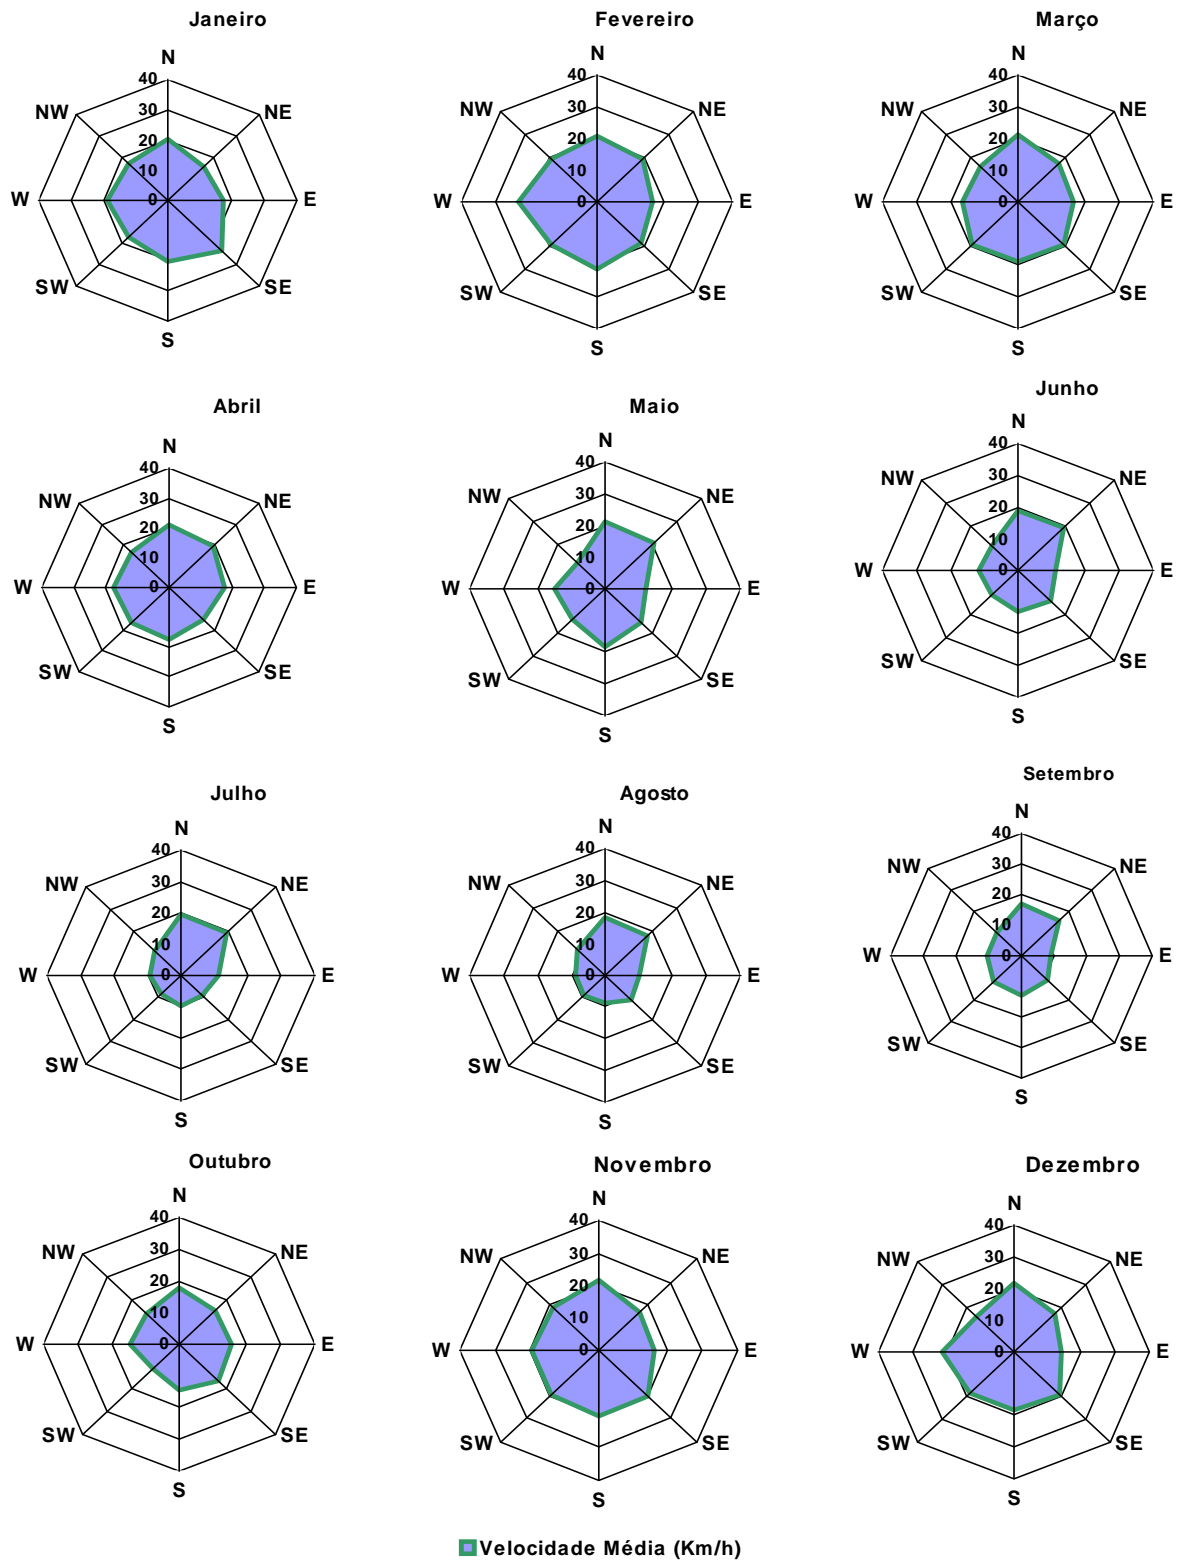 Janeiro
N
40
30
20
10
0
NW
NE
W
E
SW
SE
S
Fevereiro
N
40
30
20
10
0
NW
NE
W
E
SW
SE
S
Março
N
40
30
20
10
0
NW
NE
W
E
SW
SE
S
Abril
N
40
30
20
10
0
NW
NE
W
E
SW
SE
S
Maio
N
40
30
20
10
0
NW
NE
W
E
SW
SE
S
Junho
N
40
30
20
10
0
NW
NE
W
E
SW
SE
S
Julho
N
40
30
20
10
0
NW
NE
W
E
SW
SE
S
Agosto
N
40
30
20
10
0
NW
NE
W
E
SW
SE
S
Setembro
N
40
30
20
10
0
NW
NE
W
E
SW
SE
S
Outubro
N
40
30
20
10
0
NW
NE
W
E
SW
SE
S
Novembro
N
40
30
20
10
0
NW
NE
W
E
SW
SE
S
Dezembro
N
40
30
20
10
0
NW
NE
W
E
SW
SE
S
Velocidade Média (Km/h)